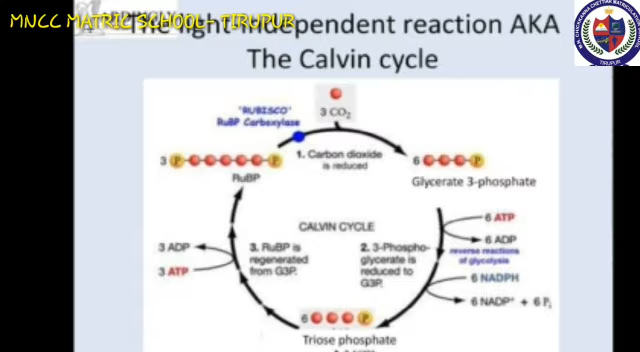 MNCC MATRIC SCHOOL- TIRUPUR
The light-independent reaction AKA
The Calvin cycle
'RUBISCO'
RuBP Carboxylase
3 CO₂
3 P P
RuBP
1. Carbon dioxide
is reduced
6 P
Glycerate 3-phosphate
CALVIN CYCLE
6 ATP
6 ADP
reverse reactions
of glycolysis
6 NADPH
6 NADP⁺ + 6 Pᵢ
2. 3-Phospho-
glycerate is
reduced to
G3P.
3. RuBP is
regenerated
from G3P.
3 ADP
3 ATP
6 P
Triose phosphate
TIRUPUR